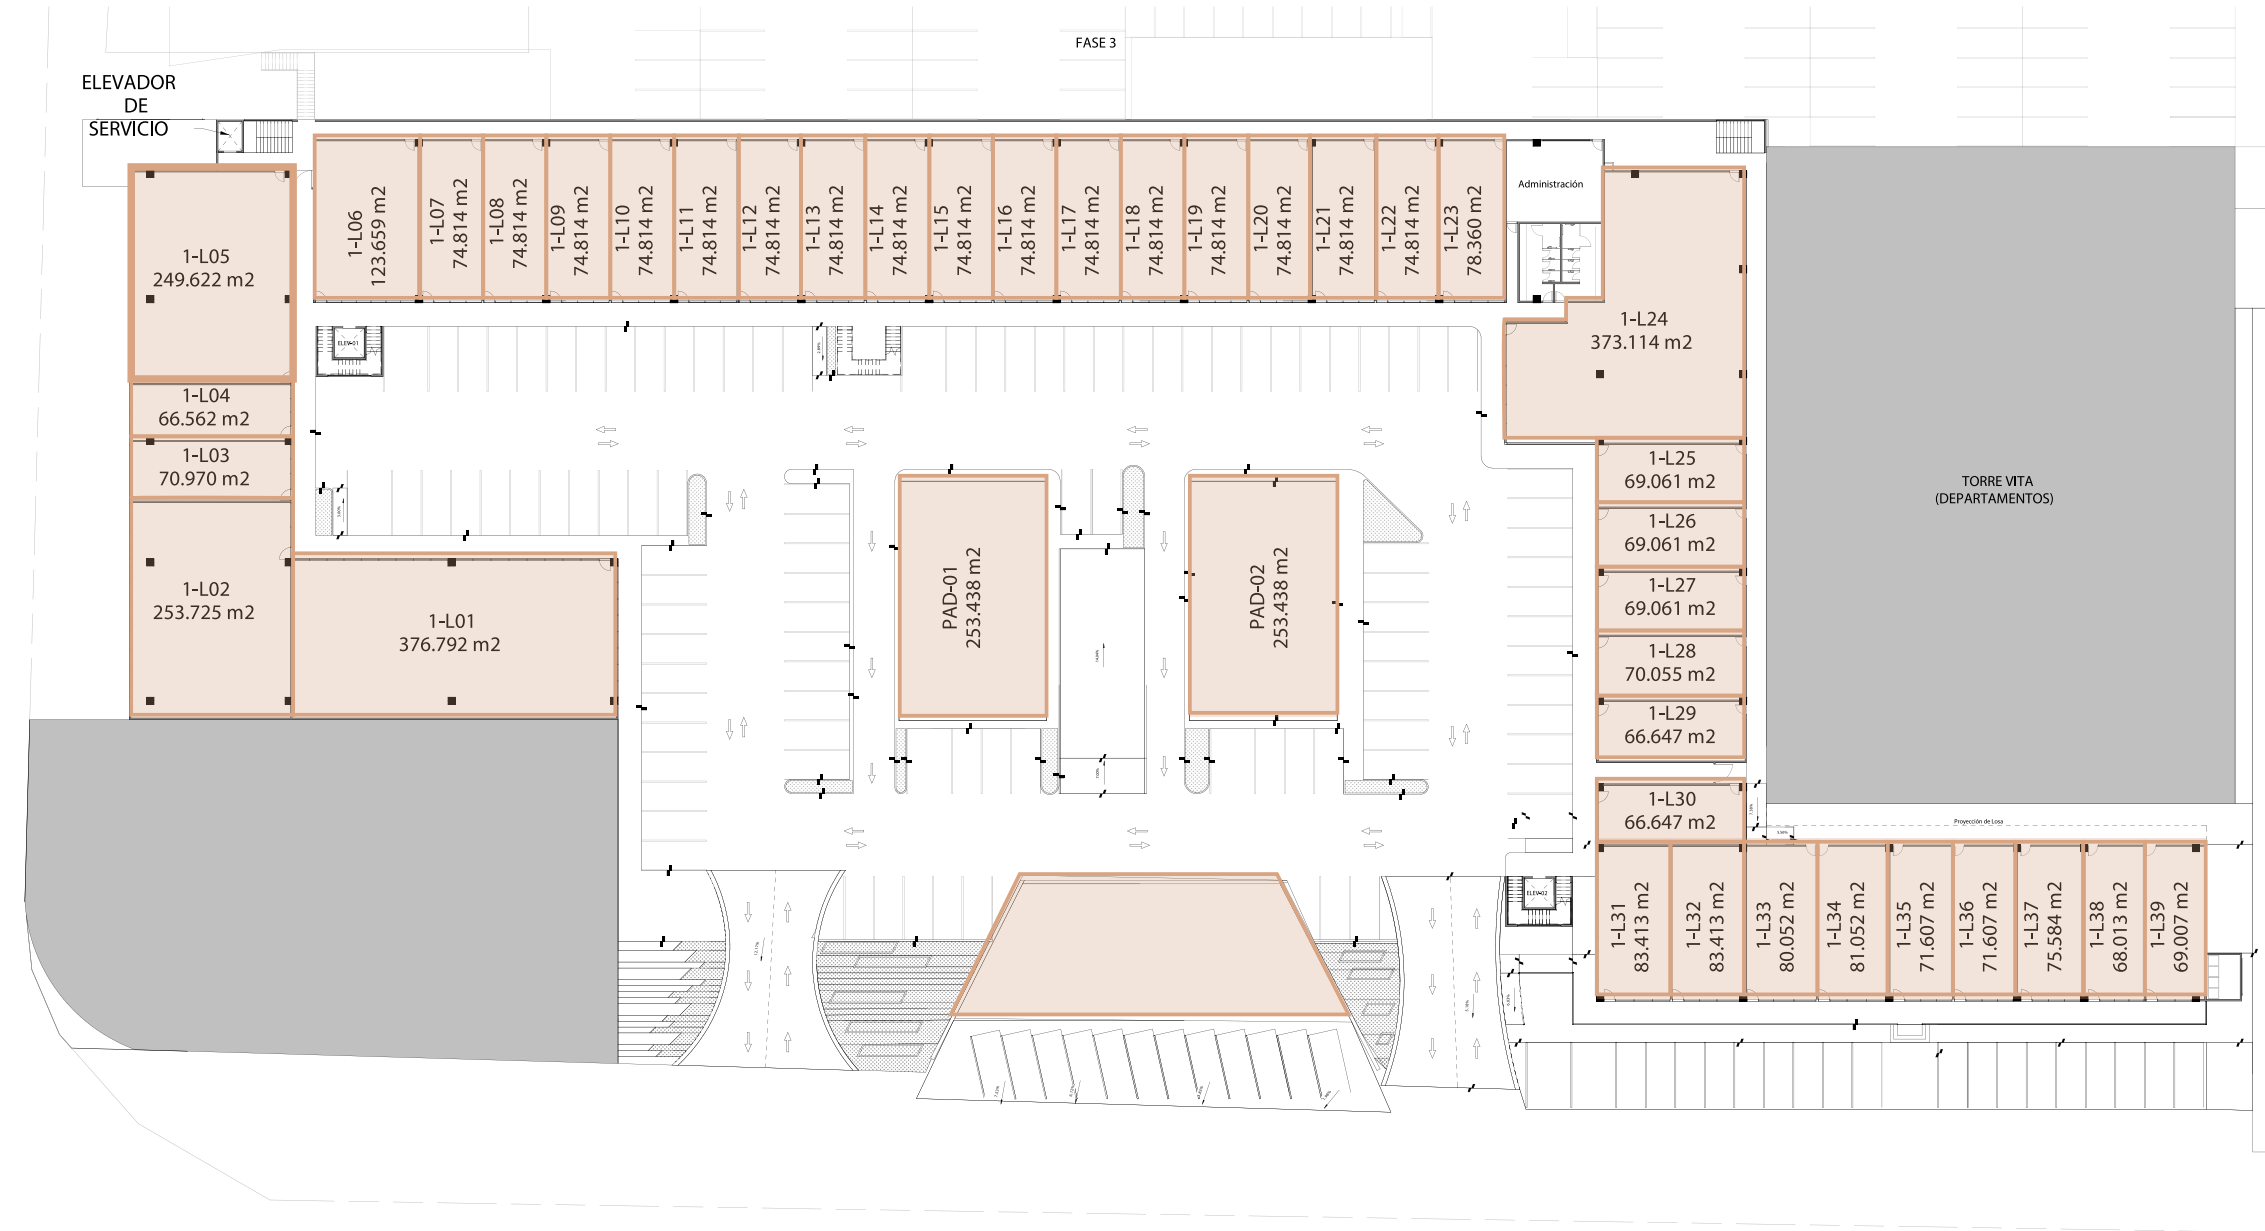 FASE 3
ELEVADOR
DE
SERVICIO
1-L05
249.622 m2
1-L06
123.659 m2
1-L07
74.814 m2
1-L08
74.814 m2
1-L09
74.814 m2
1-L10
74.814 m2
1-L11
74.814 m2
1-L12
74.814 m2
1-L13
74.814 m2
1-L14
74.814 m2
1-L15
74.814 m2
1-L16
74.814 m2
1-L17
74.814 m2
1-L18
74.814 m2
1-L19
74.814 m2
1-L20
74.814 m2
1-L21
74.814 m2
1-L22
74.814 m2
1-L23
78.360 m2
Administración
1-L24
373.114 m2
ELEV-01
1-L04
66.562 m2
1-L03
70.970 m2
1-L02
253.725 m2
1-L01
376.792 m2
PAD-01
253.438 m2
PAD-02
253.438 m2
1-L25
69.061 m2
1-L26
69.061 m2
1-L27
69.061 m2
1-L28
70.055 m2
1-L29
66.647 m2
1-L30
66.647 m2
TORRE VITA
(DEPARTAMENTOS)
Proyección de Losa
ELEV-02
1-L31
83.413 m2
1-L32
83.413 m2
1-L33
80.052 m2
1-L34
81.052 m2
1-L35
71.607 m2
1-L36
71.607 m2
1-L37
75.584 m2
1-L38
68.013 m2
1-L39
69.007 m2